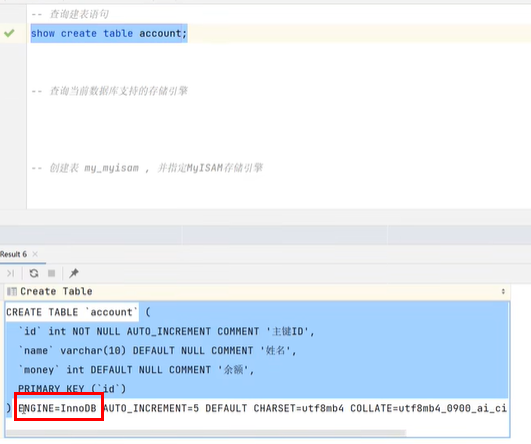 -- 查询建表语句
show create table account;
-- 查询当前数据库支持的存储引擎
-- 创建表 my_myisam , 并指定MyISAM存储引擎
Result 6
Create Table
CREATE TABLE `account` (
`id` int NOT NULL AUTO_INCREMENT COMMENT '主键ID',
`name` varchar(10) DEFAULT NULL COMMENT '姓名',
`money` int DEFAULT NULL COMMENT '余额',
PRIMARY KEY (`id`)
) ENGINE=InnoDB AUTO_INCREMENT=5 DEFAULT CHARSET=utf8mb4 COLLATE=utf8mb4_0900_ai_ci